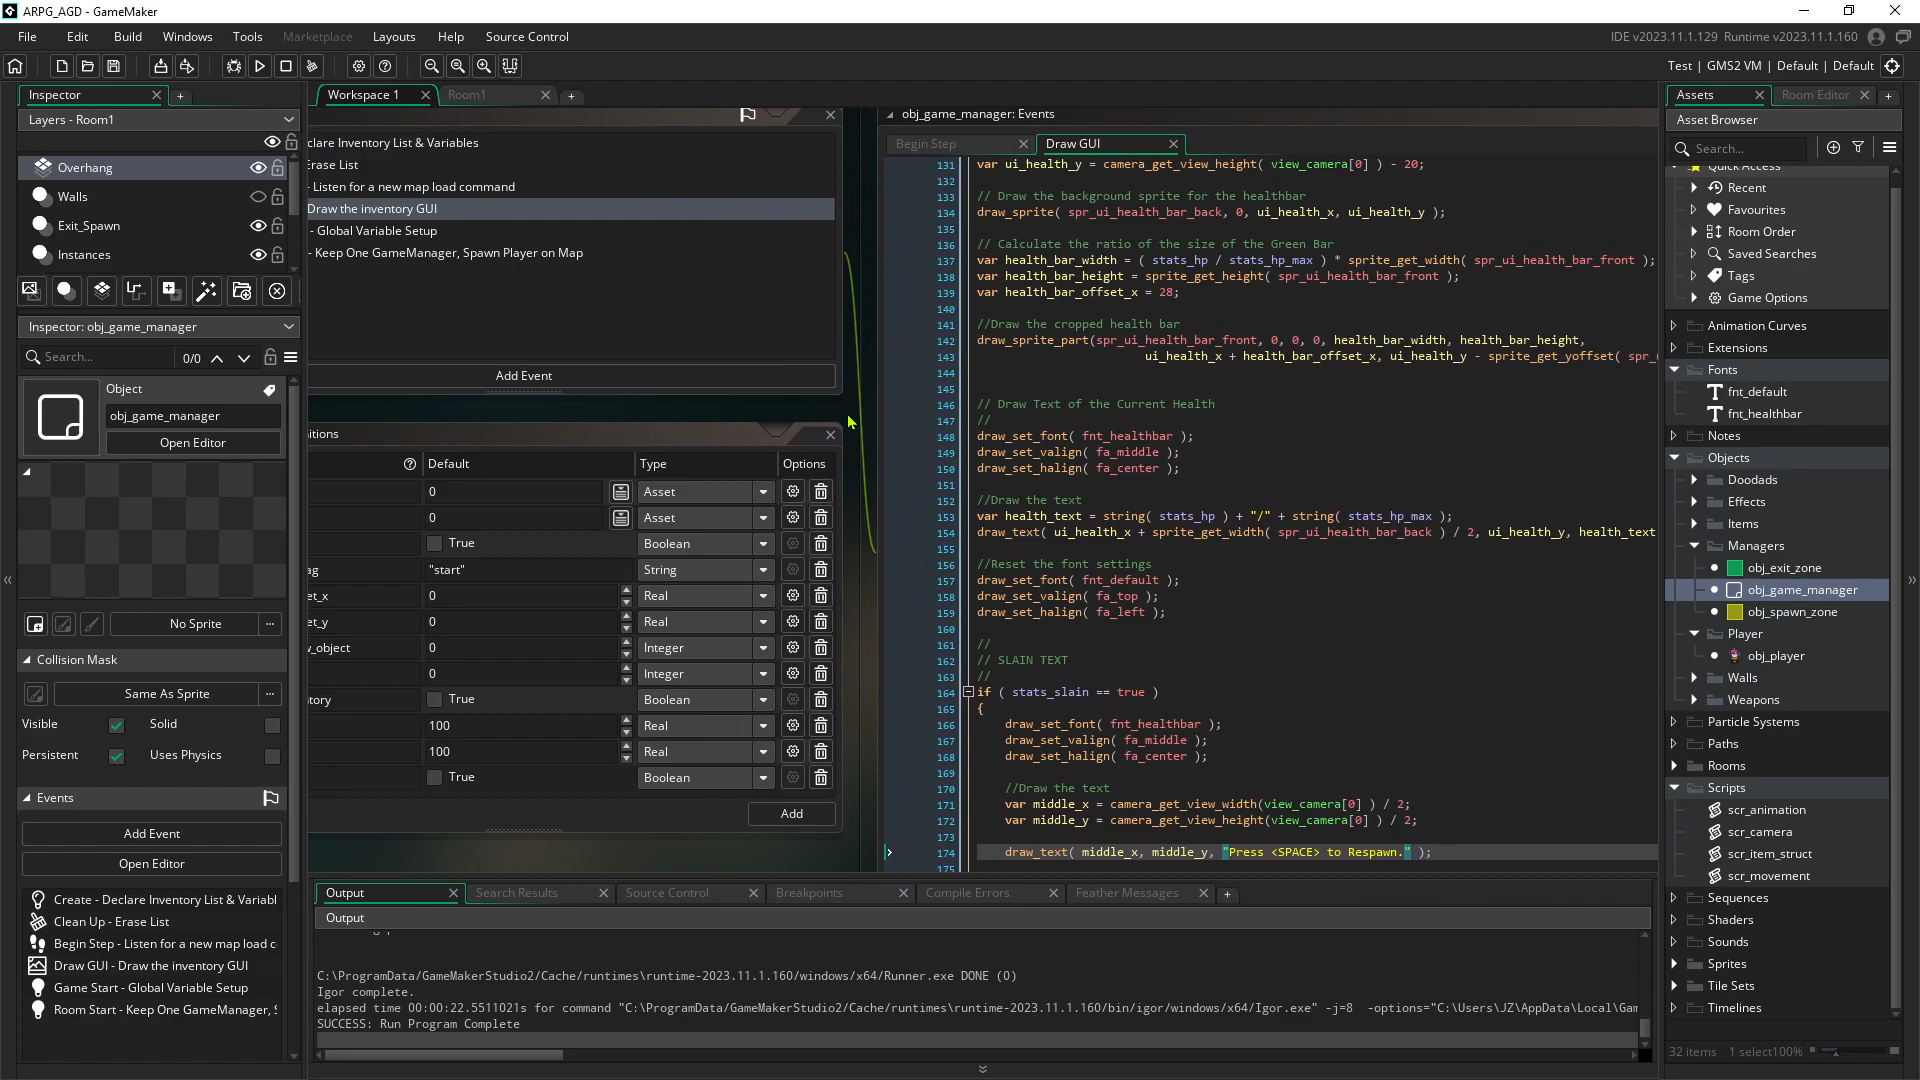 ARPG_AGD - GameMaker
File Edit Build Windows Tools Marketplace Layouts Help Source Control
IDE v2023.11.1.129 Runtime v2023.11.1.160
Test | GMS2 VM | Default | Default
Inspector
Layers - Room1
Overhang
Walls
Exit_Spawn
Instances
Inspector: obj_game_manager
Search... 0/0
Object
obj_game_manager
Open Editor
No Sprite ...
Collision Mask
Same As Sprite ...
Visible Solid
Persistent Uses Physics
Events
Add Event
Open Editor
Create - Declare Inventory List & Variabl
Clean Up - Erase List
Begin Step - Listen for a new map load c
Draw GUI - Draw the inventory GUI
Game Start - Global Variable Setup
Room Start - Keep One GameManager, S
Workspace 1 Room1
clare Inventory List & Variables
Erase List
- Listen for a new map load command
Draw the inventory GUI
- Global Variable Setup
- Keep One GameManager, Spawn Player on Map
Add Event
nitions
Default Type Options
0 Asset
0 Asset
True Boolean
ag "start" String
et_x 0 Real
et_y 0 Real
w_object 0 Integer
0 Integer
tory True Boolean
100 Real
100 Real
True Boolean
Add
obj_game_manager: Events
Begin Step Draw GUI
131 var ui_health_y = camera_get_view_height( view_camera[0] ) - 20;
132
133 // Draw the background sprite for the healthbar
134 draw_sprite( spr_ui_health_bar_back, 0, ui_health_x, ui_health_y );
135
136 // Calculate the ratio of the size of the Green Bar
137 var health_bar_width = ( stats_hp / stats_hp_max ) * sprite_get_width( spr_ui_health_bar_front );
138 var health_bar_height = sprite_get_height( spr_ui_health_bar_front );
139 var health_bar_offset_x = 28;
140
141 //Draw the cropped health bar
142 draw_sprite_part(spr_ui_health_bar_front, 0, 0, 0, health_bar_width, health_bar_height,
143 ui_health_x + health_bar_offset_x, ui_health_y - sprite_get_yoffset( spr_u
144
145
146 // Draw Text of the Current Health
147 //
148 draw_set_font( fnt_healthbar );
149 draw_set_valign( fa_middle );
150 draw_set_halign( fa_center );
151
152 //Draw the text
153 var health_text = string( stats_hp ) + "/" + string( stats_hp_max );
154 draw_text( ui_health_x + sprite_get_width( spr_ui_health_bar_back ) / 2, ui_health_y, health_text
155
156 //Reset the font settings
157 draw_set_font( fnt_default );
158 draw_set_valign( fa_top );
159 draw_set_halign( fa_left );
160
161 //
162 // SLAIN TEXT
163 //
164 if ( stats_slain == true )
165 {
166 draw_set_font( fnt_healthbar );
167 draw_set_valign( fa_middle );
168 draw_set_halign( fa_center );
169
170 //Draw the text
171 var middle_x = camera_get_view_width(view_camera[0] ) / 2;
172 var middle_y = camera_get_view_height(view_camera[0] ) / 2;
173
174 draw_text( middle_x, middle_y, "Press <SPACE> to Respawn." );
175
Output Search Results Source Control Breakpoints Compile Errors Feather Messages
Output
C:\ProgramData/GameMakerStudio2/Cache/runtimes\runtime-2023.11.1.160/windows/x64/Runner.exe DONE (0)
Igor complete.
elapsed time 00:00:22.5511021s for command "C:\ProgramData/GameMakerStudio2/Cache/runtimes\runtime-2023.11.1.160/bin/igor/windows/x64/Igor.exe" -j=8 -options="C:\Users\JZ\AppData\Local\Gam
SUCCESS: Run Program Complete
Assets Room Editor
Asset Browser
Search...
Quick Access
Recent
Favourites
Room Order
Saved Searches
Tags
Game Options
Animation Curves
Extensions
Fonts
fnt_default
fnt_healthbar
Notes
Objects
Doodads
Effects
Items
Managers
obj_exit_zone
obj_game_manager
obj_spawn_zone
Player
obj_player
Walls
Weapons
Particle Systems
Paths
Rooms
Scripts
scr_animation
scr_camera
scr_item_struct
scr_movement
Sequences
Shaders
Sounds
Sprites
Tile Sets
Timelines
32 items 1 select100%